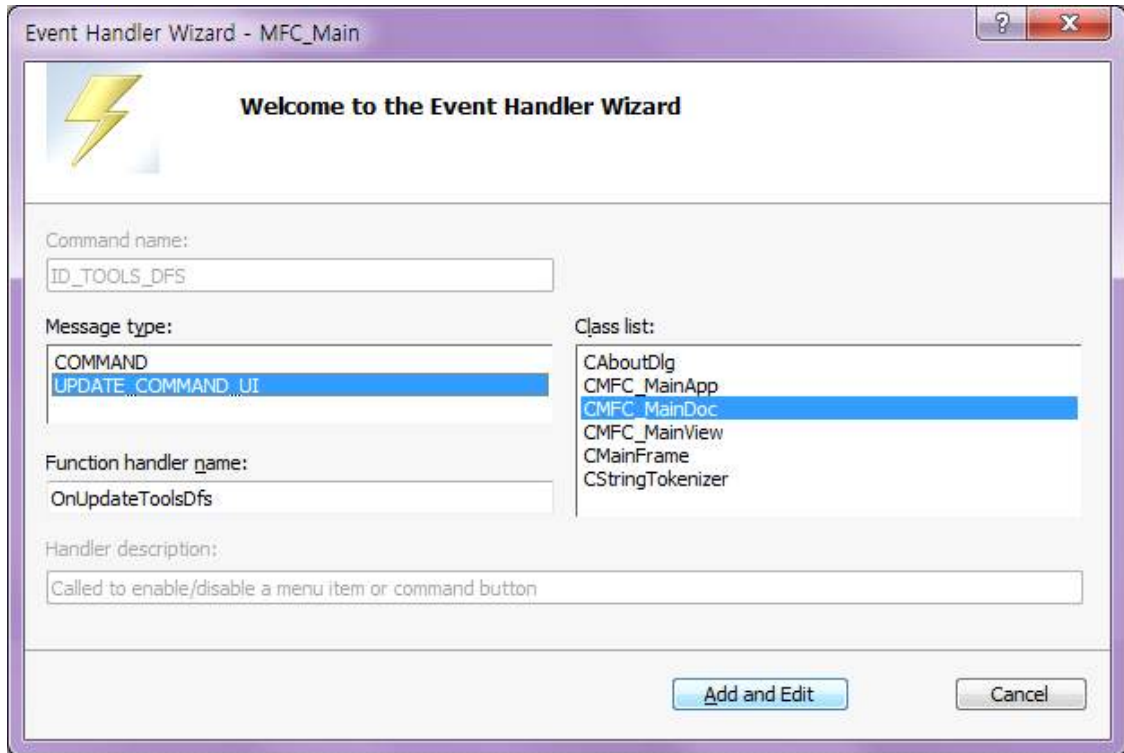 Event Handler Wizard - MFC_Main
Welcome to the Event Handler Wizard
Command name:
ID_TOOLS_DFS
Message type:
COMMAND
UPDATE_COMMAND_UI
Class list:
CAboutDlg
CMFC_MainApp
CMFC_MainDoc
CMFC_MainView
CMainFrame
CStringTokenizer
Function handler name:
OnUpdateToolsDfs
Handler description:
Called to enable/disable a menu item or command button
Add and Edit
Cancel